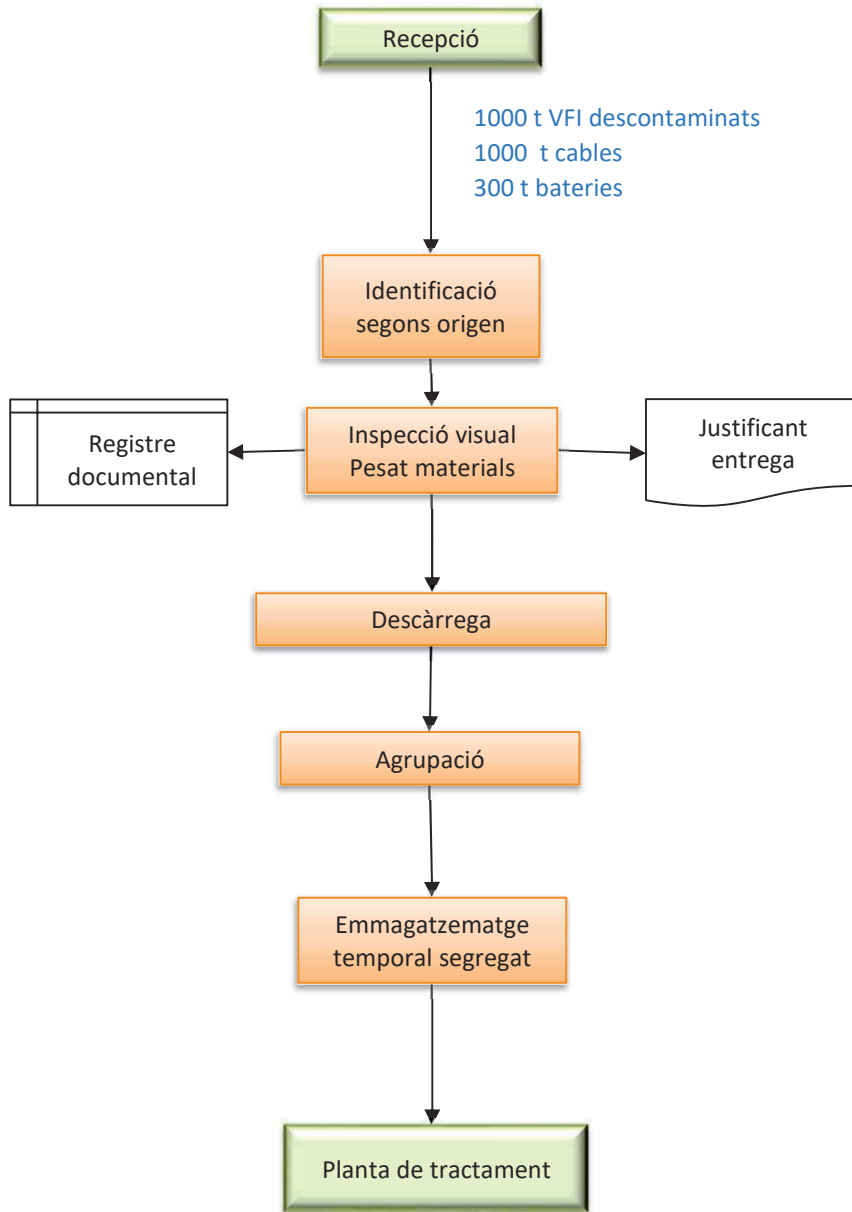 Recepció
1000 t VFI descontaminats
1000 t cables
300 t bateries
Identificació
segons origen
Registre
documental
Inspecció visual
Pesat materials
Justificant
entrega
Descàrrega
Agrupació
Emmagatzematge
temporal segregat
Planta de tractament